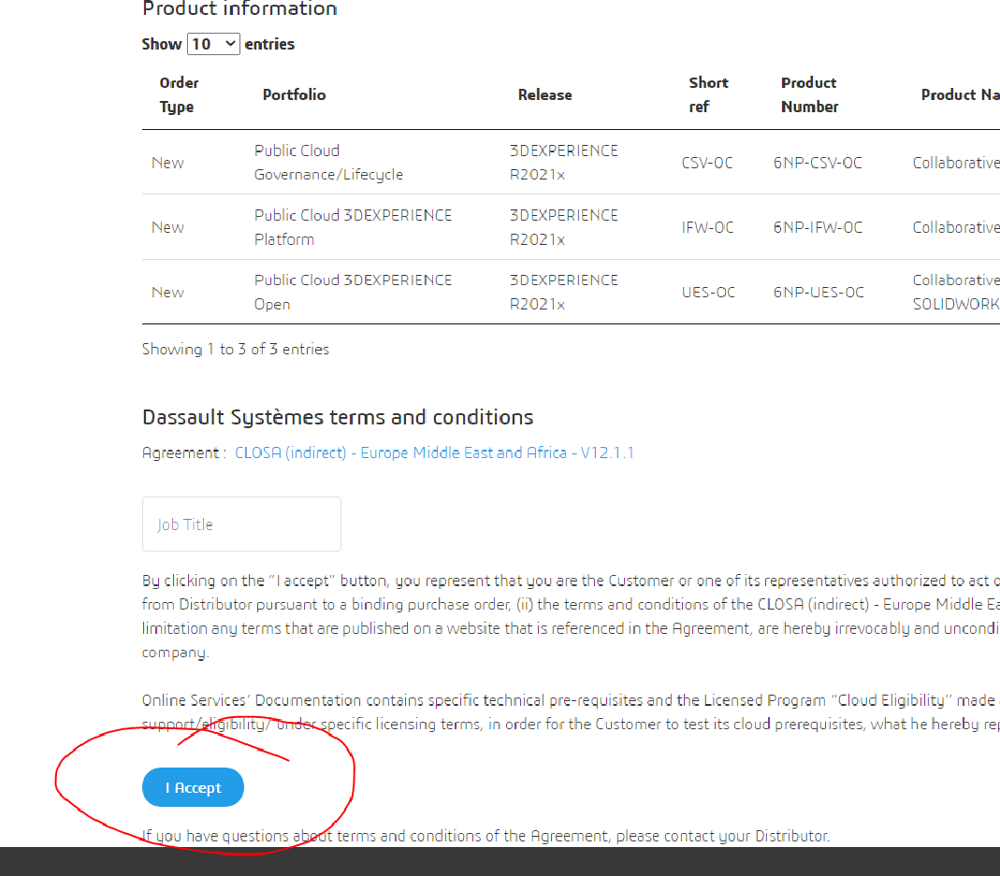 Product information
Show 10 entries
Order Type Portfolio Release Short ref Product Number Product Na
New Public Cloud Governance/Lifecycle 3DEXPERIENCE R2021x CSV-OC 6NP-CSV-OC Collaborative
New Public Cloud 3DEXPERIENCE Platform 3DEXPERIENCE R2021x IFW-OC 6NP-IFW-OC Collaborative
New Public Cloud 3DEXPERIENCE Open 3DEXPERIENCE R2021x UES-OC 6NP-UES-OC Collaborative SOLIDWORK
Showing 1 to 3 of 3 entries
Dassault Systèmes terms and conditions
Agreement : CLOSA (indirect) - Europe Middle East and Africa - V12.1.1
Job Title
By clicking on the "I accept" button, you represent that you are the Customer or one of its representatives authorized to act
from Distributor pursuant to a binding purchase order, (ii) the terms and conditions of the CLOSA (indirect) - Europe Middle Ea
limitation any terms that are published on a website that is referenced in the Agreement, are hereby irrevocably and uncondi
company.
Online Services' Documentation contains specific technical pre-requisites and the Licensed Program "Cloud Eligibility" made
support/eligibility/ under specific licensing terms, in order for the Customer to test its cloud prerequisites, what he hereby rep
I Accept
If you have questions about terms and conditions of the Agreement, please contact your Distributor.